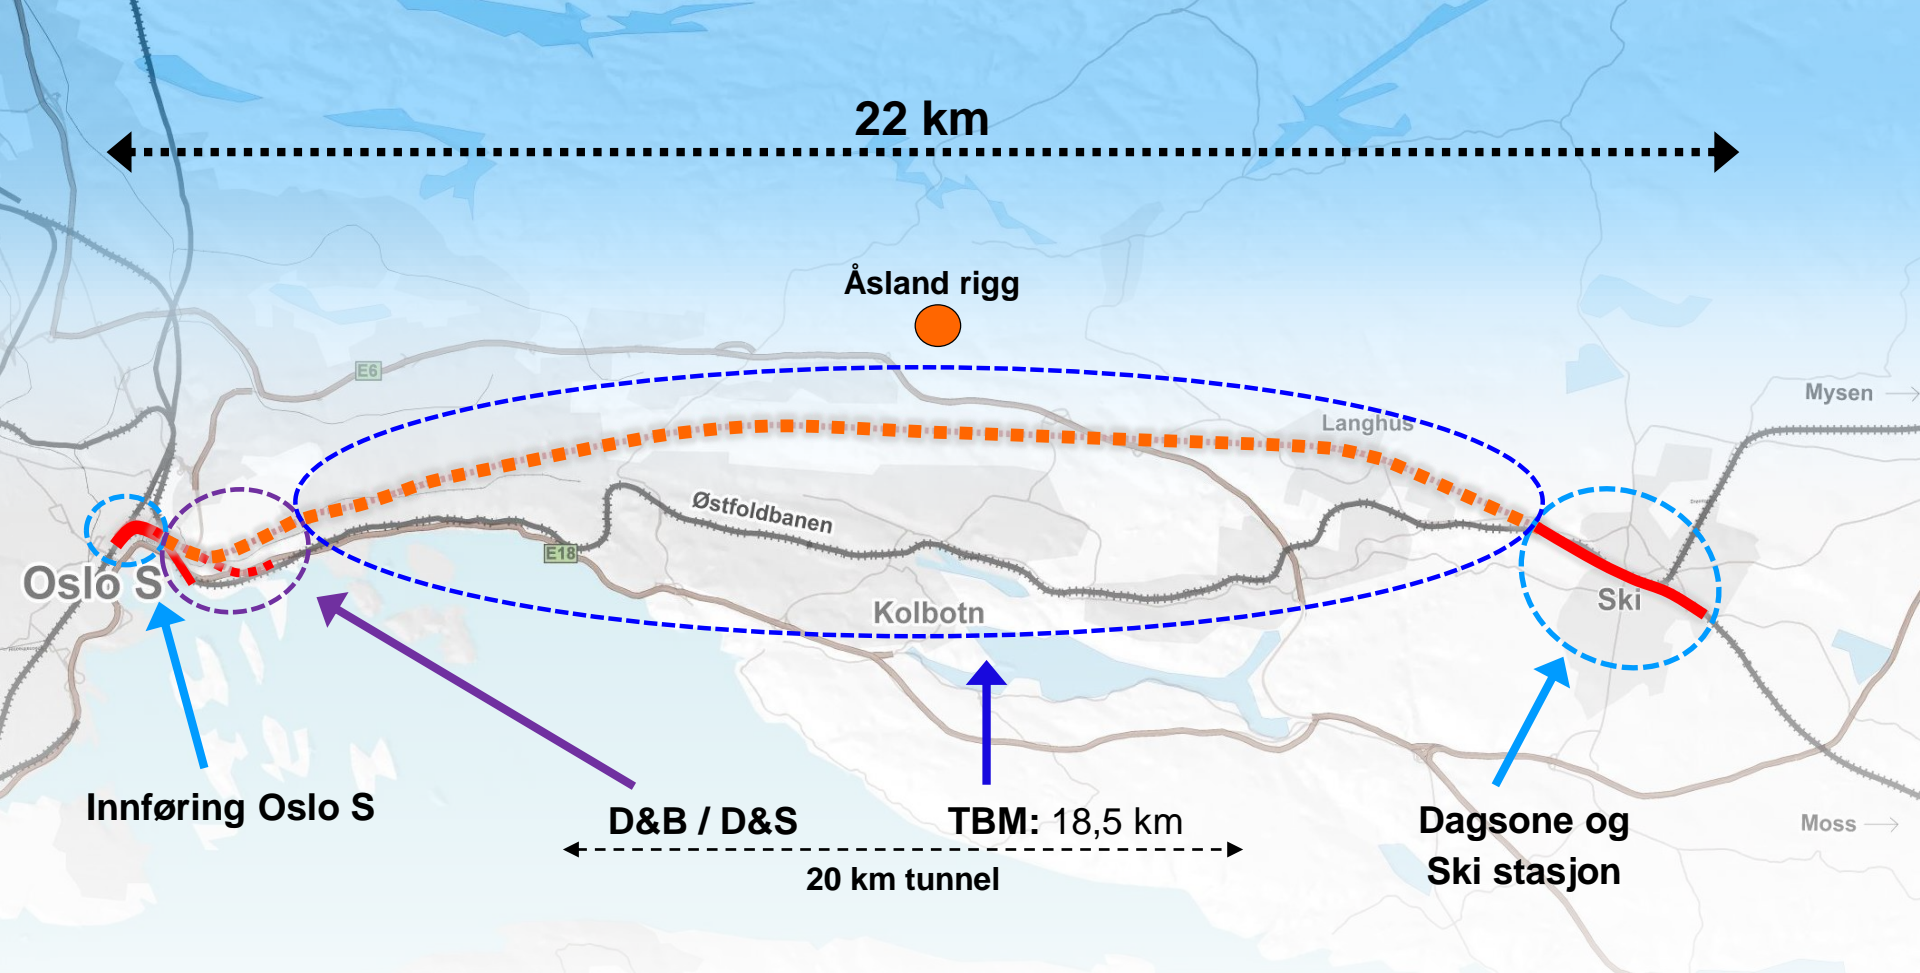 22 km
Åsland rigg
E6
Mysen
Langhus
Østfoldbanen
E18
Oslo S
Ski
Kolbotn
Innføring Oslo S
D&B / D&S
TBM: 18,5 km
20 km tunnel
Dagsone og
Ski stasjon
Moss